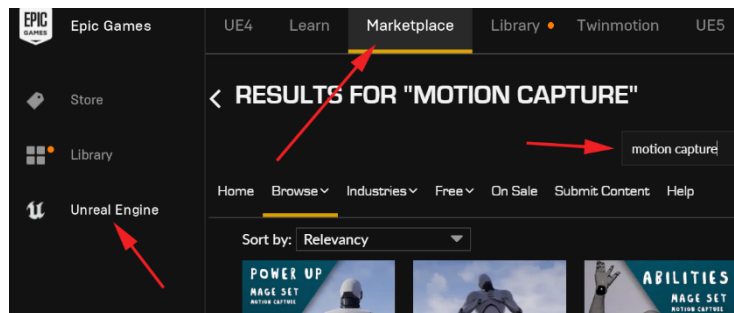 EPIC GAMES
Epic Games
UE4 Learn Marketplace Library Twinmotion UE5
Store
RESULTS FOR "MOTION CAPTURE"
Library
motion capture
Home Browse Industries Free On Sale Submit Content Help
Unreal Engine
Sort by: Relevancy
POWER UP
MAGE SET
MOTION CAPTURE
ABILITIES
MAGE SET
MOTION CAPTURE